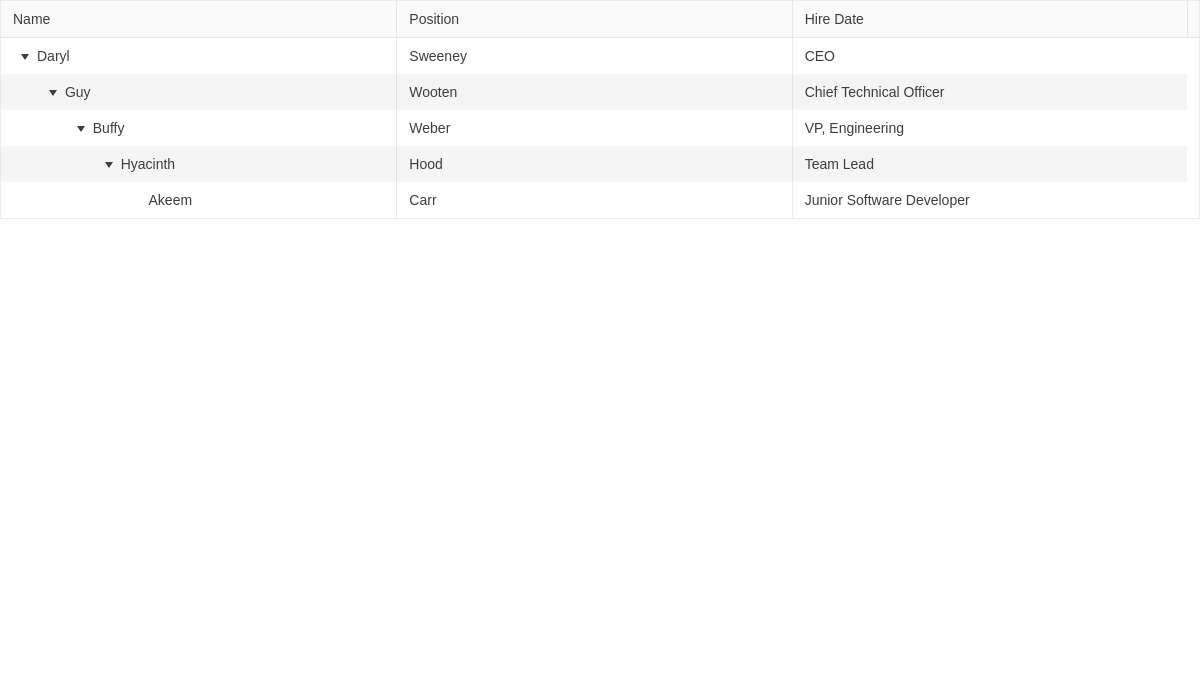 Name Position Hire Date
Daryl Sweeney CEO
Guy Wooten Chief Technical Officer
Buffy Weber VP, Engineering
Hyacinth Hood Team Lead
Akeem Carr Junior Software Developer